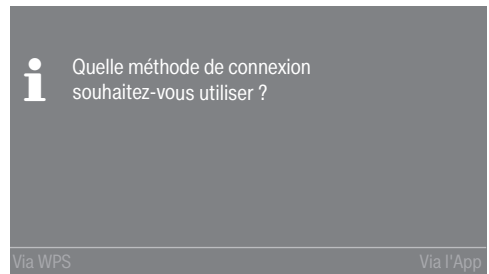 Quelle méthode de connexion
souhaitez-vous utiliser ?
Via WPS
Via l'App